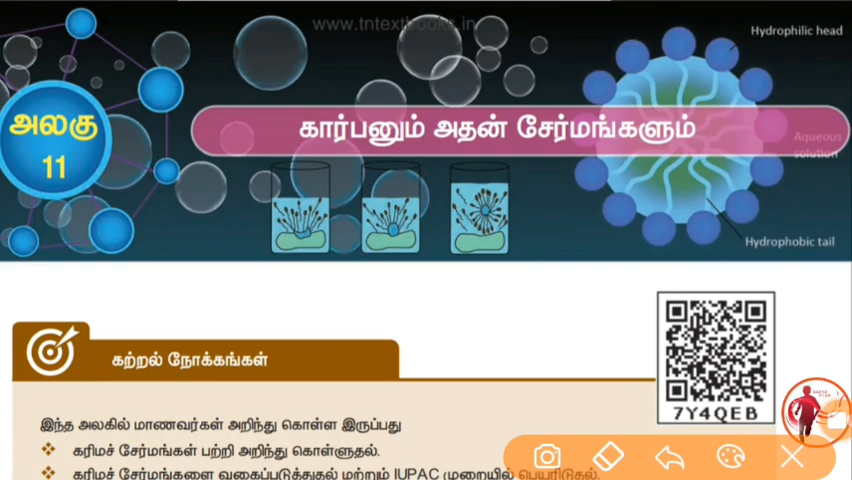 www.tntextbooks.in
Hydrophilic head
அலகு
11
கார்பனும் அதன் சேர்மங்களும்
Aqueous
solution
Hydrophobic tail
கற்றல் நோக்கங்கள்
7Y4QEB
இந்த அலகில் மாணவர்கள் அறிந்து கொள்ள இருப்பது
❖ கரிமச் சேர்மங்கள் பற்றி அறிந்து கொள்ளுதல்.
❖ கரிமச் சேர்மங்களை வகைப்படுத்துதல் மற்றும் IUPAC முறையில் பெயரிடுதல்.